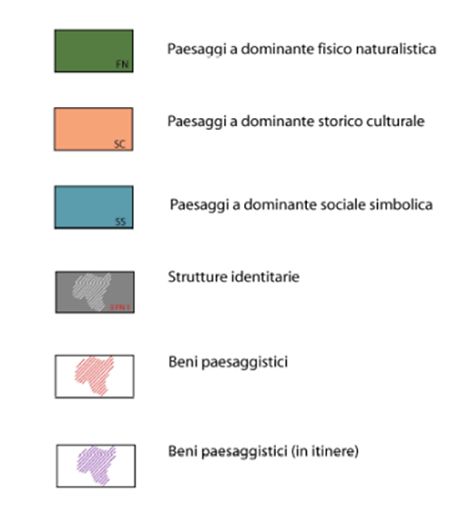 FN Paesaggi a dominante fisico naturalistica
SC Paesaggi a dominante storico culturale
SS Paesaggi a dominante sociale simbolica
Strutture identitarie
Beni paesaggistici
Beni paesaggistici (in itinere)